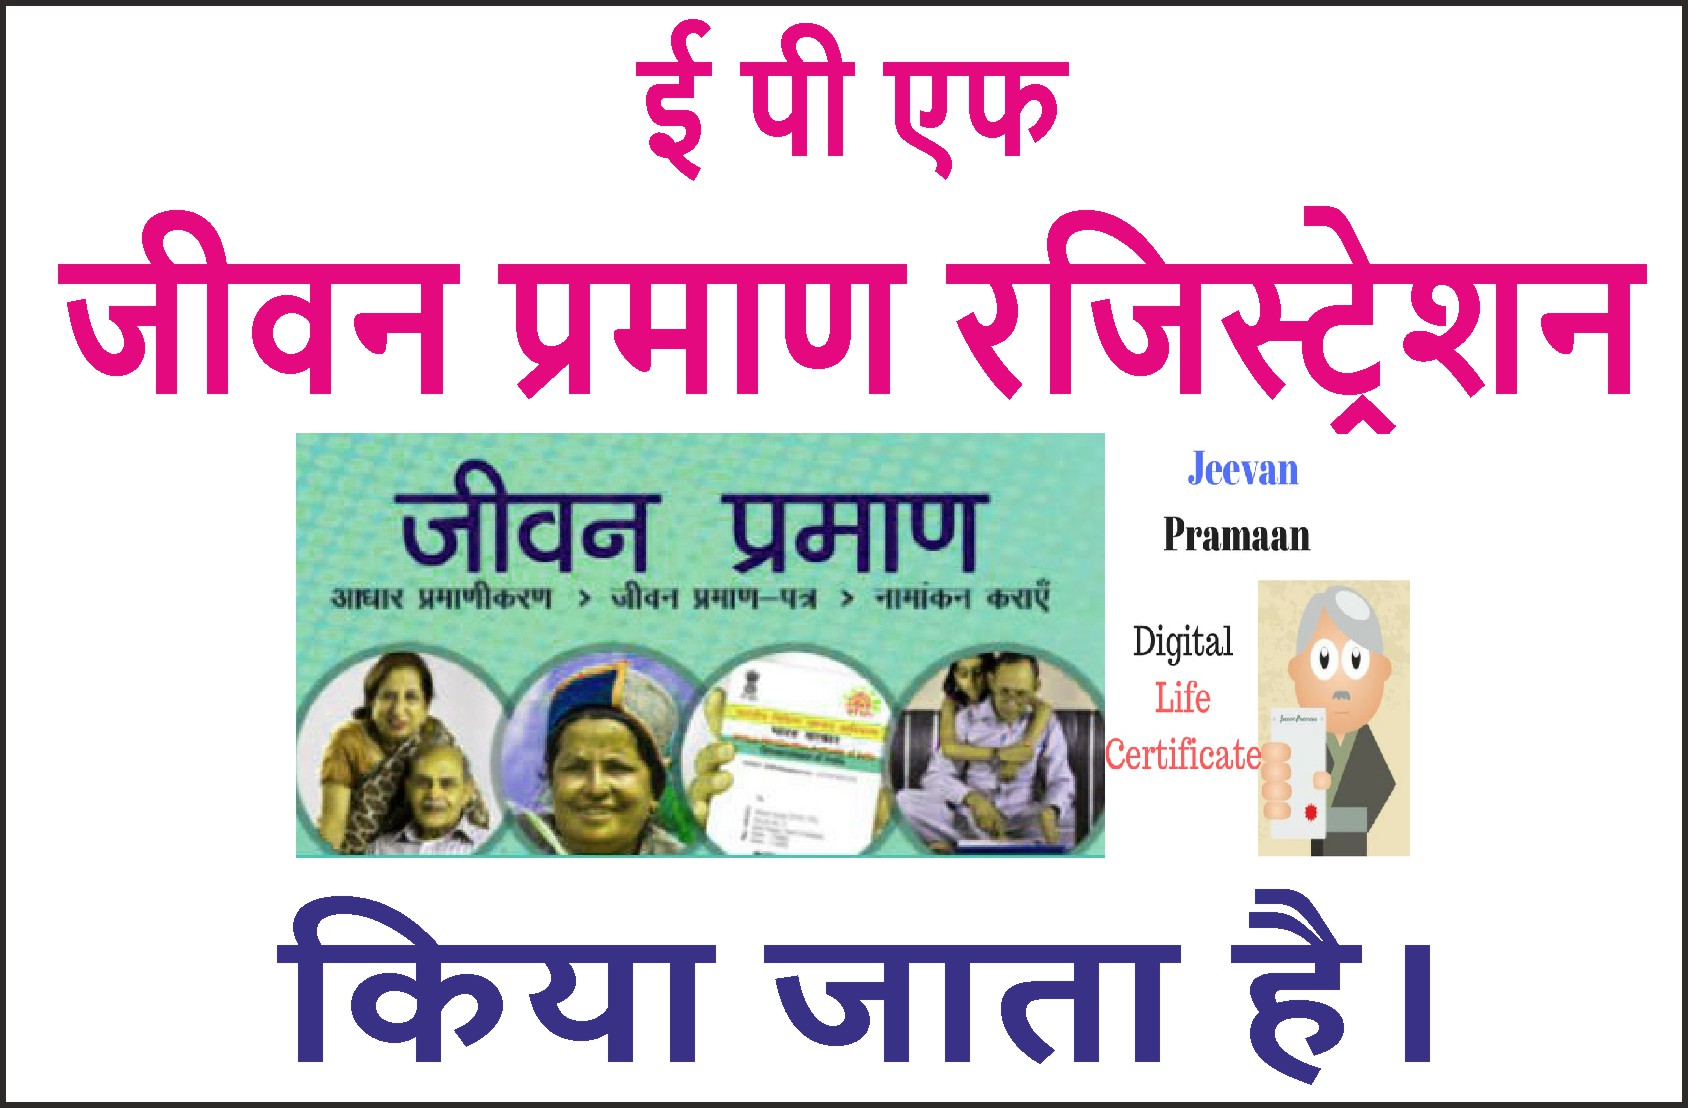 ई पी एफ
जीवन प्रमाण रजिस्ट्रेशन
जीवन प्रमाण
आधार प्रमाणीकरण > जीवन प्रमाण-पत्र > नामांकन कराएँ
Jeevan
Pramaan
Digital
Life
Certificate
किया जाता है।